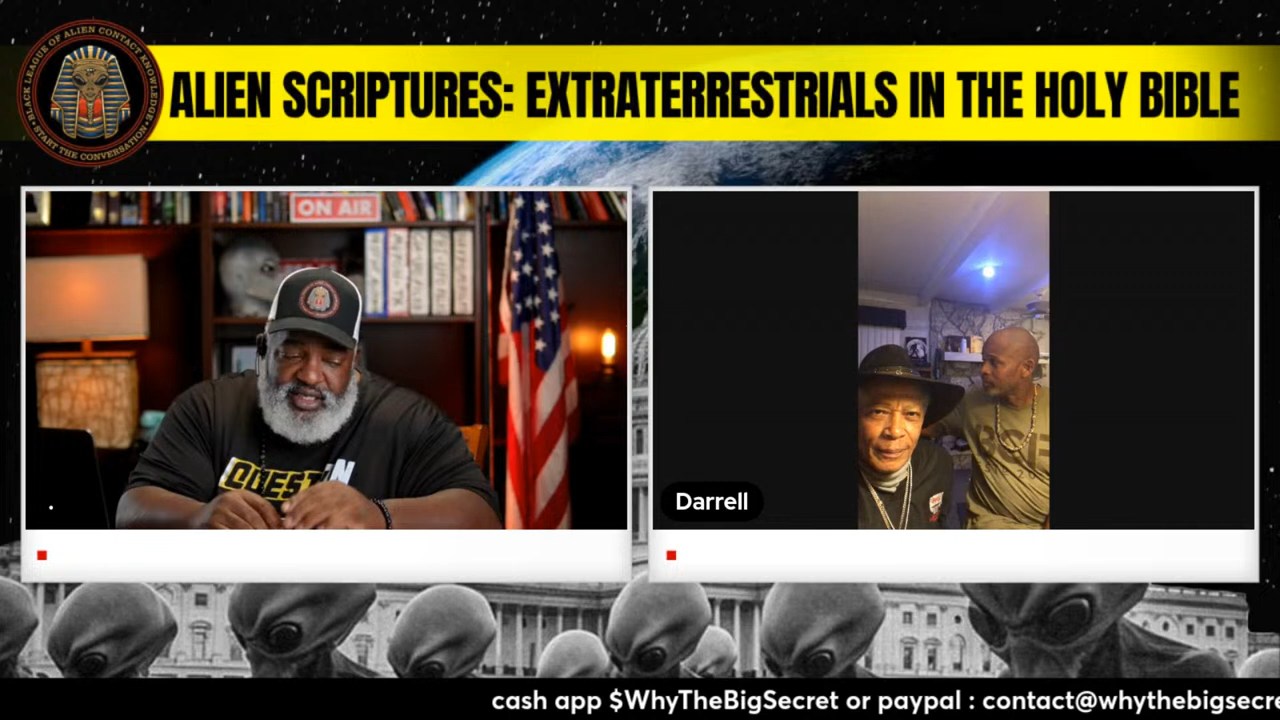 ALIEN SCRIPTURES: EXTRATERRESTRIALS IN THE HOLY BIBLE
BLACK LEAGUE OF ALIEN CONTACT KNOWLEDGE
START THE CONVERSATION
ON AIR
Darrell
cash app $WhyTheBigSecret or paypal : contact@whythebigsecre